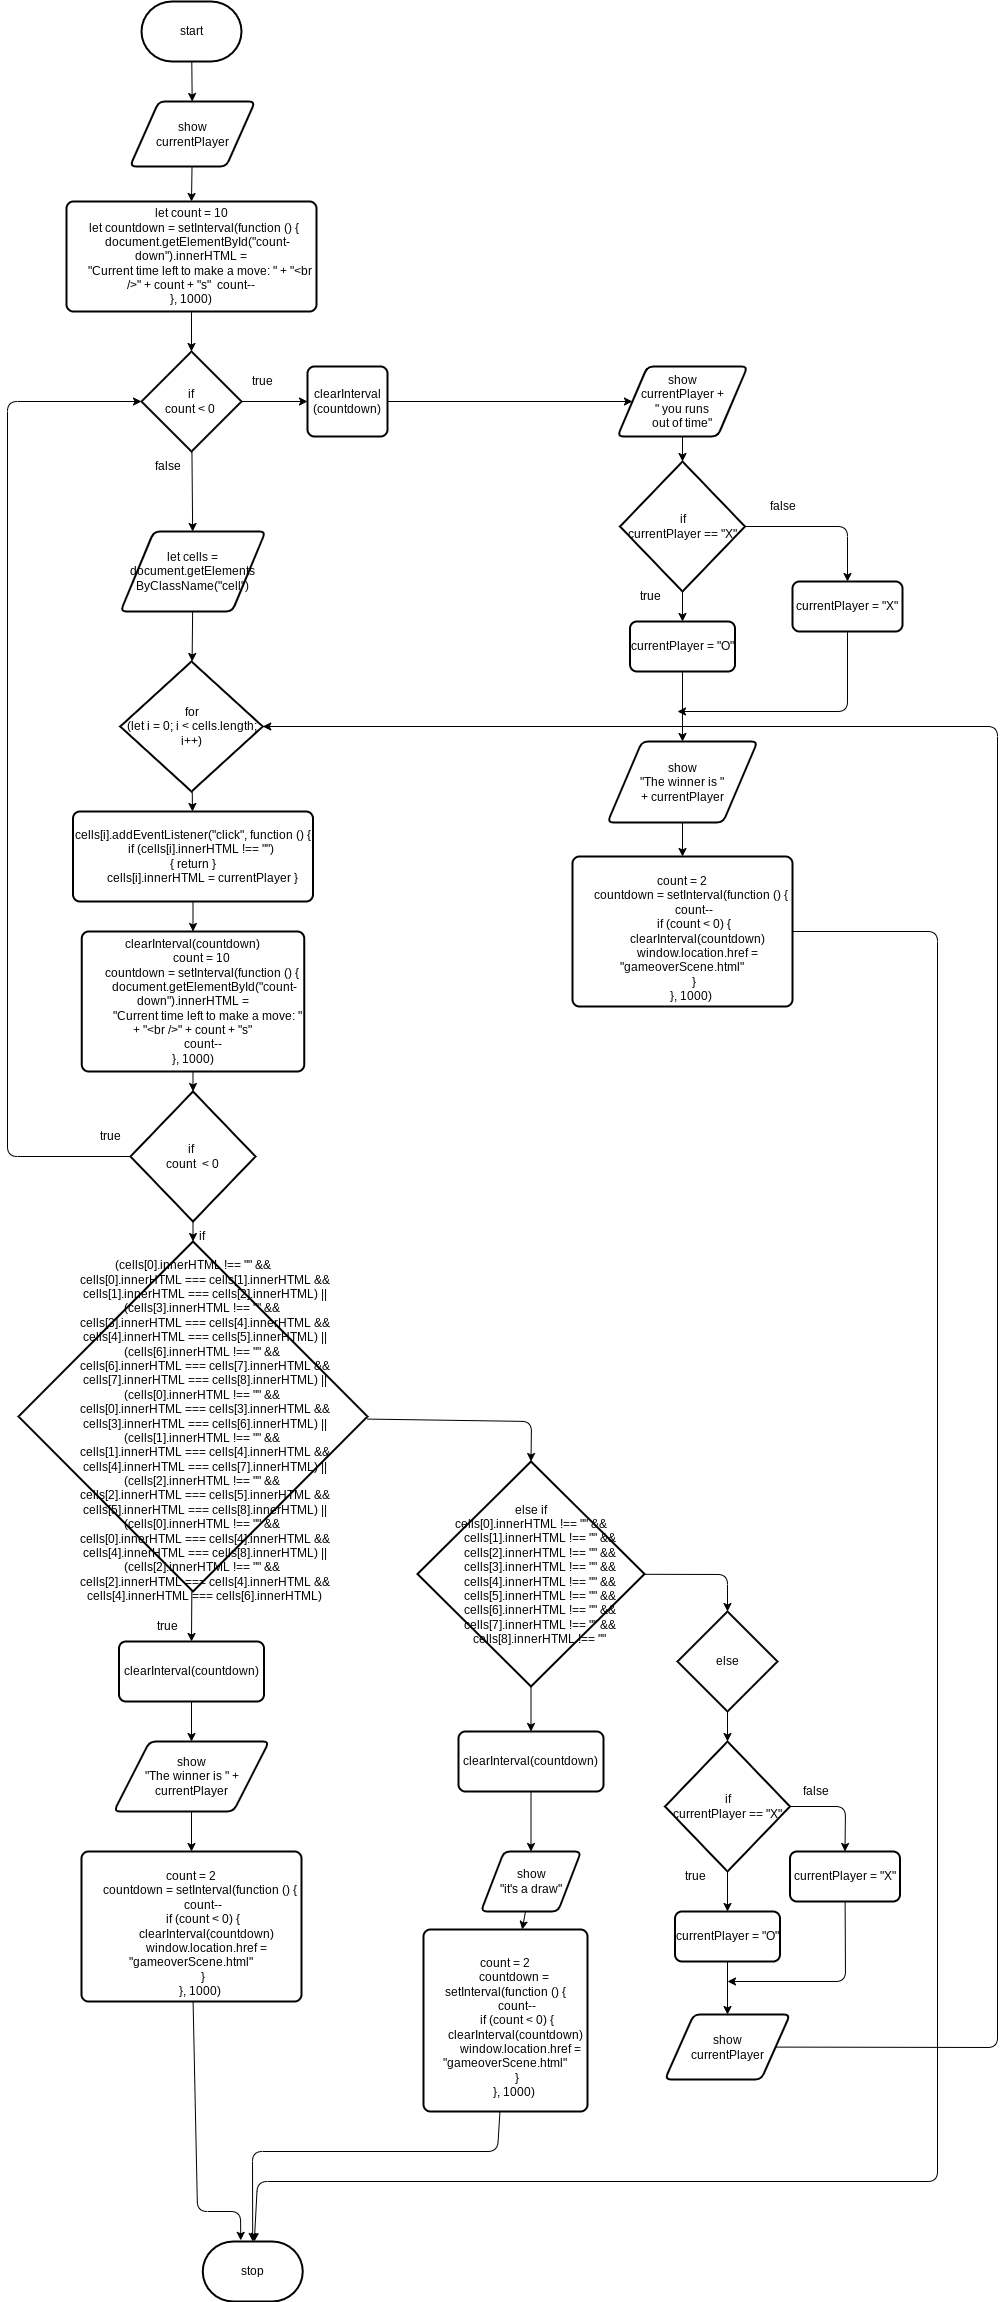 start
show
currentPlayer
let count = 10
let countdown = setInterval(function () {
document.getElementById("count-
down").innerHTML =
"Current time left to make a move: " + "<br
/>" + count + "s"  count--
}, 1000)
if
count < 0
true
clearInterval
(countdown)
show
currentPlayer +
" you runs
out of time"
false
if
currentPlayer == "X"
false
true
currentPlayer = "X"
currentPlayer = "O"
let cells =
document.getElements
ByClassName("cell")
for
(let i = 0; i < cells.length;
i++)
show
"The winner is "
+ currentPlayer
cells[i].addEventListener("click", function () {
if (cells[i].innerHTML !== "")
{ return }
cells[i].innerHTML = currentPlayer }
count = 2
countdown = setInterval(function () {
count--
if (count < 0) {
clearInterval(countdown)
window.location.href =
"gameoverScene.html"
}
}, 1000)
clearInterval(countdown)
count = 10
countdown = setInterval(function () {
document.getElementById("count-
down").innerHTML =
"Current time left to make a move: "
+ "<br />" + count + "s"
count--
}, 1000)
true
if
count  < 0
if
(cells[0].innerHTML !== "" &&
cells[0].innerHTML === cells[1].innerHTML &&
cells[1].innerHTML === cells[2].innerHTML) ||
(cells[3].innerHTML !== "" &&
cells[3].innerHTML === cells[4].innerHTML &&
cells[4].innerHTML === cells[5].innerHTML) ||
(cells[6].innerHTML !== "" &&
cells[6].innerHTML === cells[7].innerHTML &&
cells[7].innerHTML === cells[8].innerHTML) ||
(cells[0].innerHTML !== "" &&
cells[0].innerHTML === cells[3].innerHTML &&
cells[3].innerHTML === cells[6].innerHTML) ||
(cells[1].innerHTML !== "" &&
cells[1].innerHTML === cells[4].innerHTML &&
cells[4].innerHTML === cells[7].innerHTML) ||
(cells[2].innerHTML !== "" &&
cells[2].innerHTML === cells[5].innerHTML &&
cells[5].innerHTML === cells[8].innerHTML) ||
(cells[0].innerHTML !== "" &&
cells[0].innerHTML === cells[4].innerHTML &&
cells[4].innerHTML === cells[8].innerHTML) ||
(cells[2].innerHTML !== "" &&
cells[2].innerHTML === cells[4].innerHTML &&
cells[4].innerHTML === cells[6].innerHTML)
else if
cells[0].innerHTML !== "" &&
cells[1].innerHTML !== "" &&
cells[2].innerHTML !== "" &&
cells[3].innerHTML !== "" &&
cells[4].innerHTML !== "" &&
cells[5].innerHTML !== "" &&
cells[6].innerHTML !== "" &&
cells[7].innerHTML !== "" &&
cells[8].innerHTML !== ""
else
true
clearInterval(countdown)
show
"The winner is " +
currentPlayer
clearInterval(countdown)
if
currentPlayer == "X"
false
true
currentPlayer = "X"
currentPlayer = "O"
count = 2
countdown = setInterval(function () {
count--
if (count < 0) {
clearInterval(countdown)
window.location.href =
"gameoverScene.html"
}
}, 1000)
show
"it's a draw"
count = 2
countdown =
setInterval(function () {
count--
if (count < 0) {
clearInterval(countdown)
window.location.href =
"gameoverScene.html"
}
}, 1000)
show
currentPlayer
stop